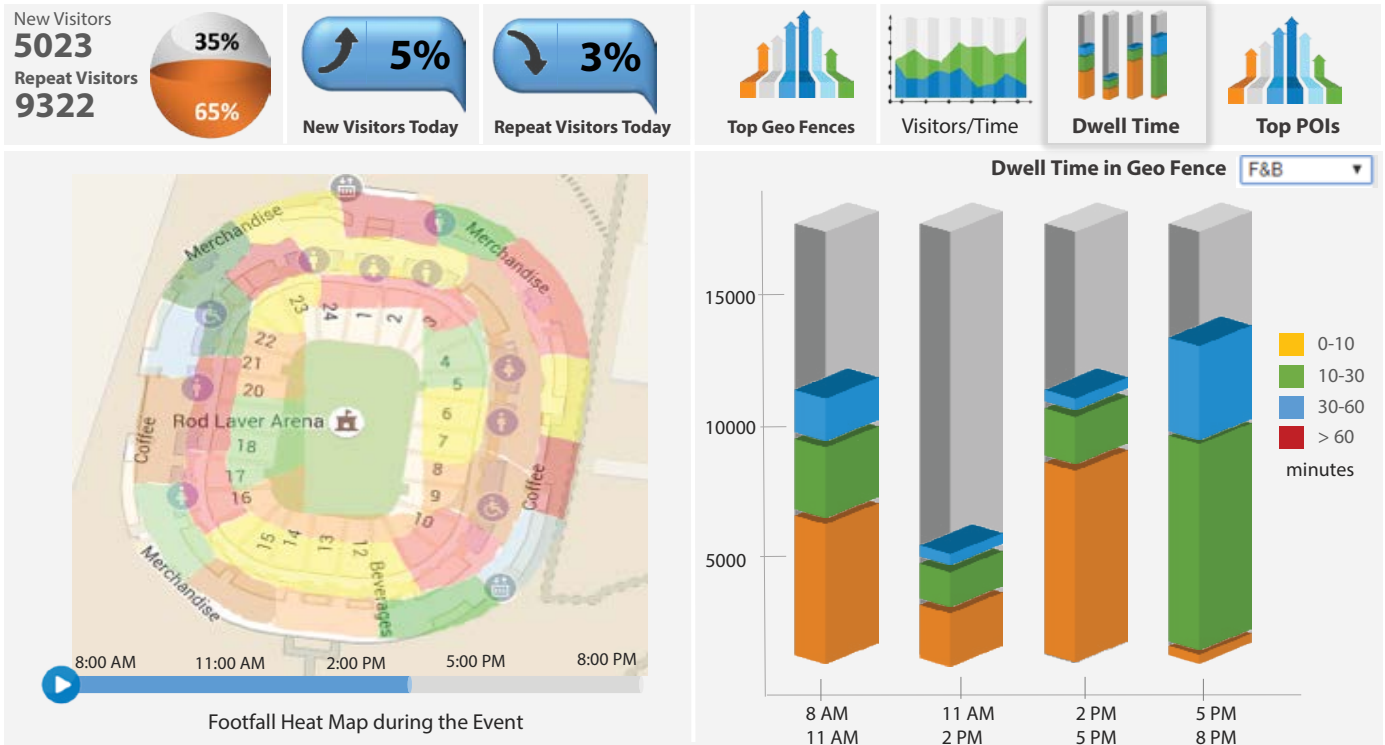 New Visitors
5023
Repeat Visitors
9322
35%
65%
5%
New Visitors Today
3%
Repeat Visitors Today
Top Geo Fences
Visitors/Time
Dwell Time
Top POIs
Merchandise
Merchandise
23
24
1
2
3
22
21
20
4
5
6
7
Rod Laver Arena
18
17
16
8
9
10
Coffee
Coffee
15
14
13
12
Beverages
Merchandise
8:00 AM
11:00 AM
2:00 PM
5:00 PM
8:00 PM
Footfall Heat Map during the Event
Dwell Time in Geo Fence
F&B
15000
10000
5000
0-10
10-30
30-60
> 60
minutes
8 AM
11 AM
11 AM
2 PM
2 PM
5 PM
5 PM
8 PM